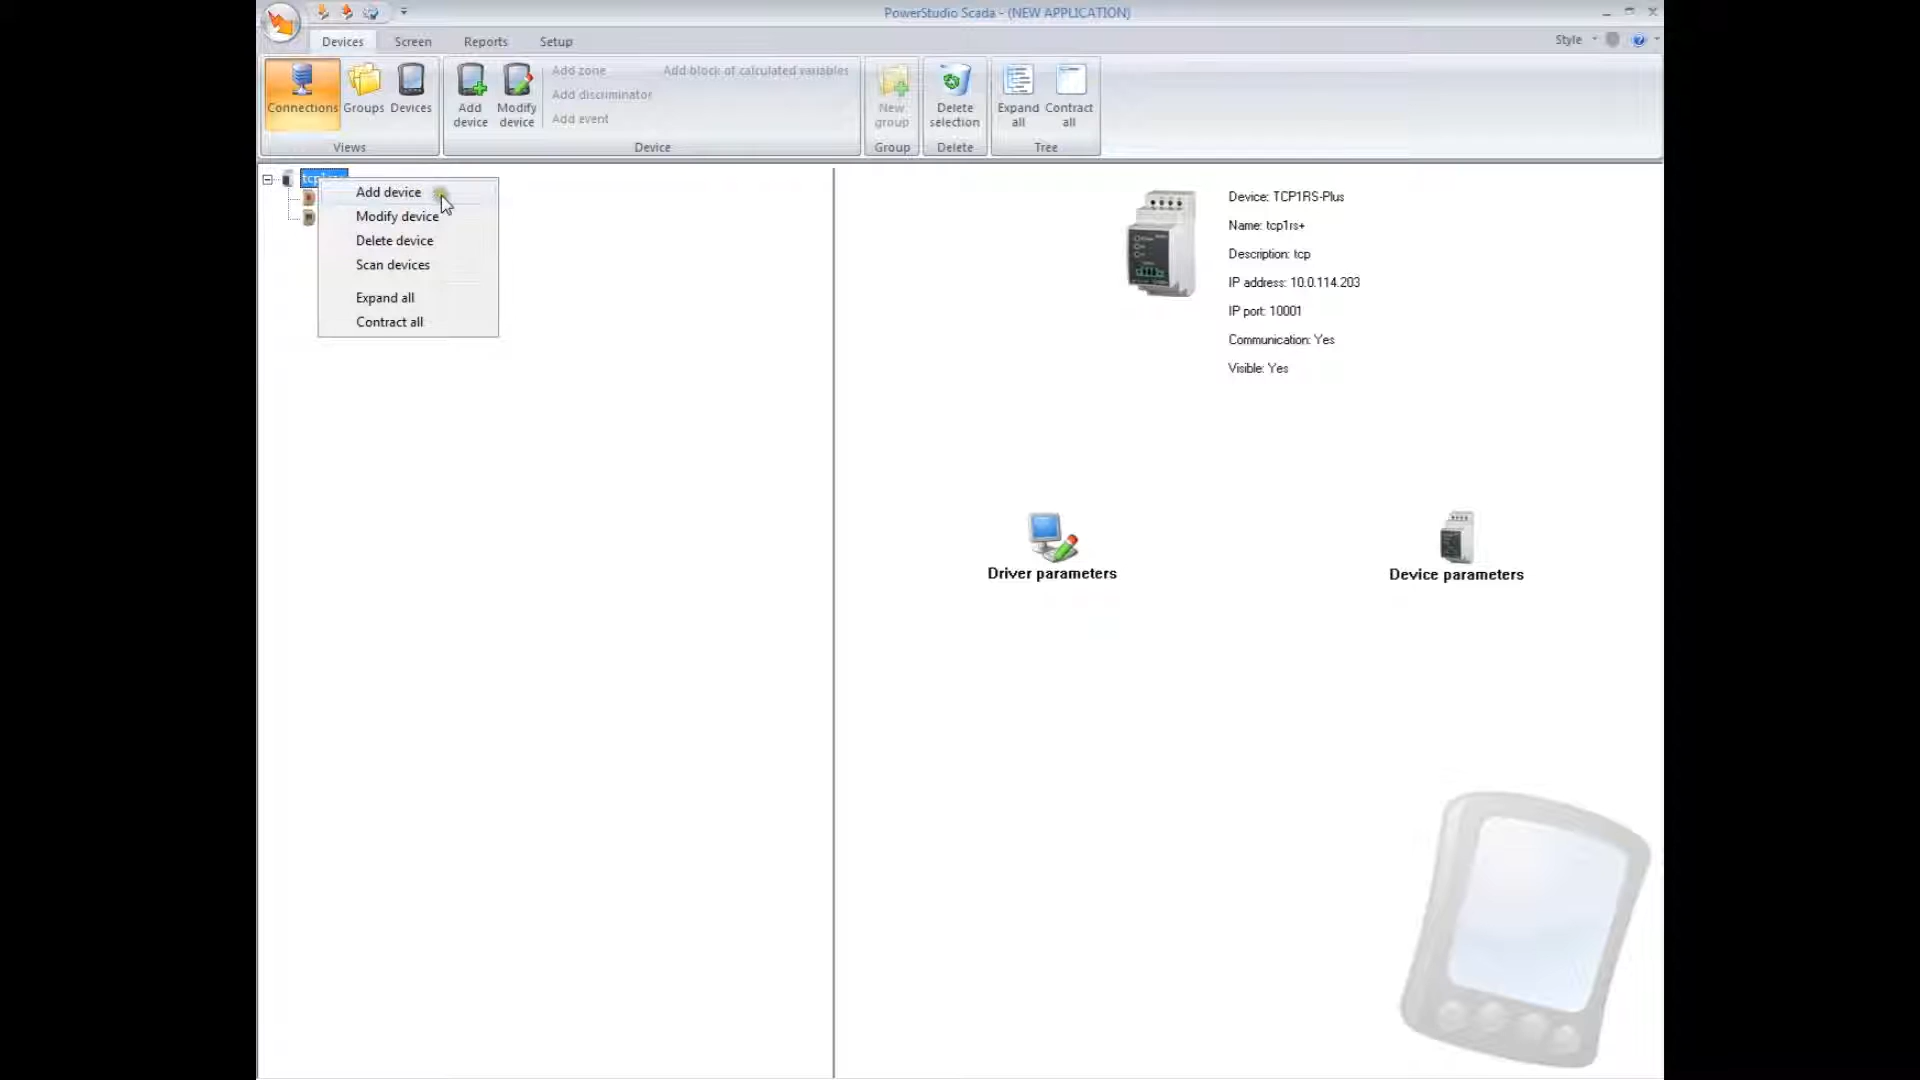 PowerStudio Scada - (NEW APPLICATION)
Devices Screen Reports Setup
Style
Connections Groups Devices
Views
Add device
Modify device
Add zone
Add discriminator
Add event
Add block of calculated variables
Device
New group
Group
Delete selection
Delete
Expand all
Contract all
Tree
Add device
Modify device
Delete device
Scan devices
Expand all
Contract all
Device: TCP1RS-Plus
Name: tcp1rs+
Description: tcp
IP address: 10.0.114.203
IP port: 10001
Communication: Yes
Visible: Yes
Driver parameters
Device parameters